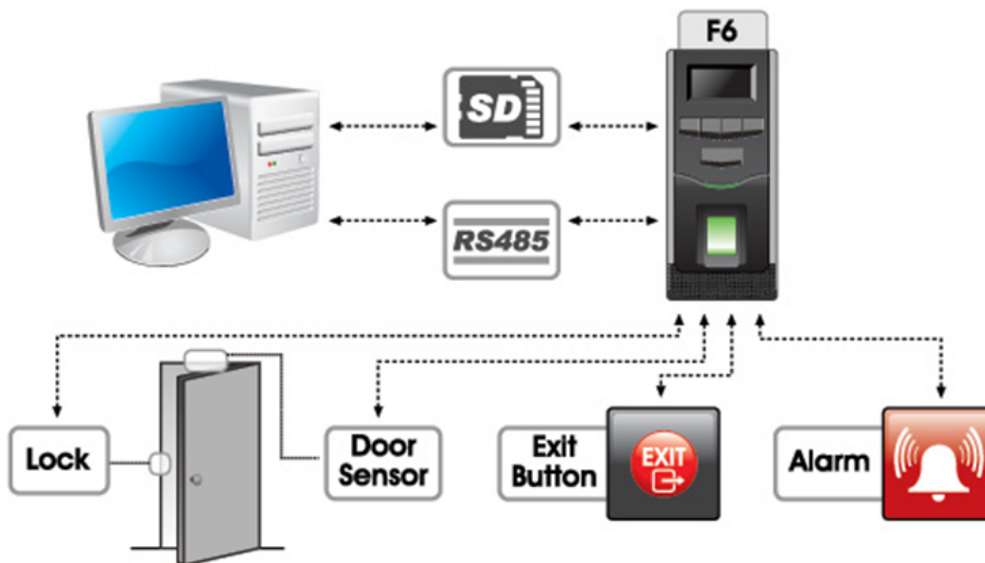 F6
SD
RS485
Lock
Door
Sensor
Exit
Button
EXIT
Alarm